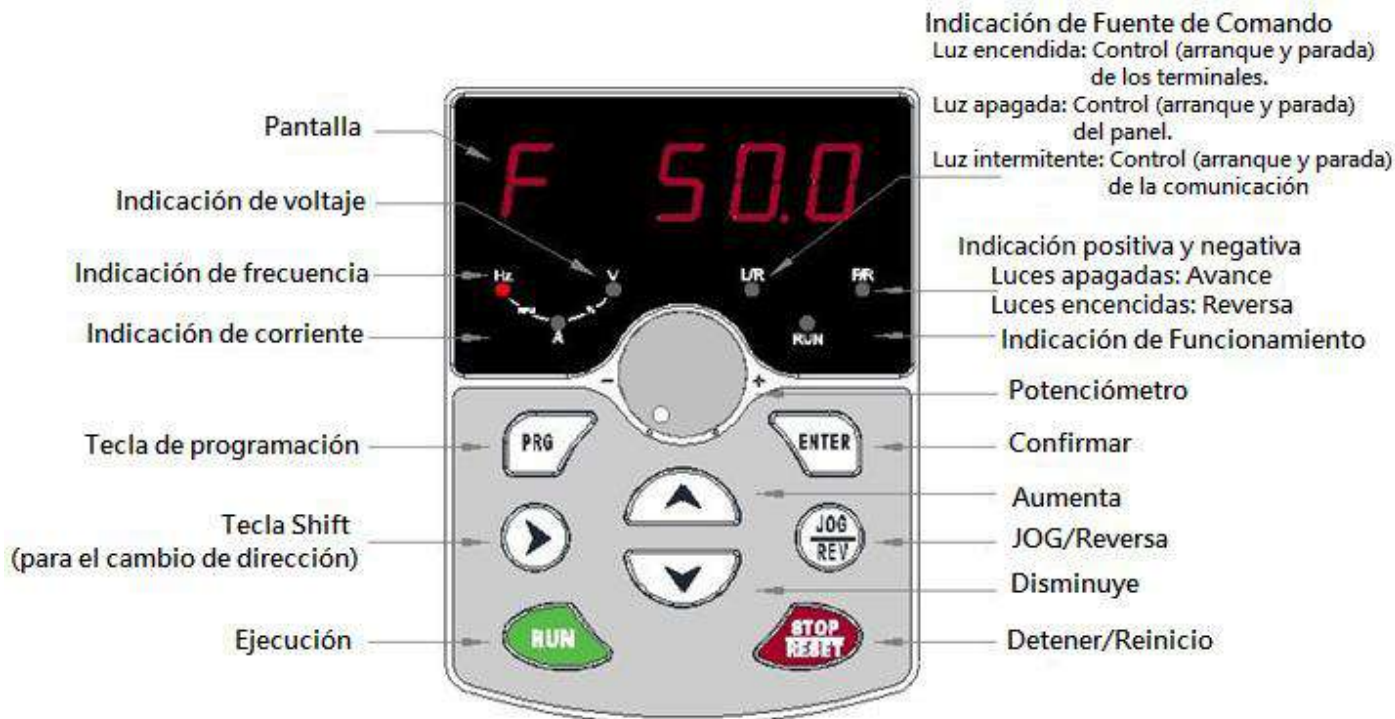 Indicación de Fuente de Comando
Luz encendida: Control (arranque y parada)
de los terminales.
Luz apagada: Control (arranque y parada)
del panel.
Luz intermitente: Control (arranque y parada)
de la comunicación
Pantalla
F 50.0
Indicación de voltaje
Indicación positiva y negativa
Luces apagadas: Avance
Luces encencidas: Reversa
Indicación de frecuencia
Hz
V
L/R
F/R
Indicación de corriente
A
RUN
Indicación de Funcionamiento
- +
Potenciómetro
Tecla de programación
PRG
ENTER
Confirmar
Aumenta
Tecla Shift
(para el cambio de dirección)
JOG
REV
JOG/Reversa
Disminuye
Ejecución
RUN
STOP
RESET
Detener/Reinicio